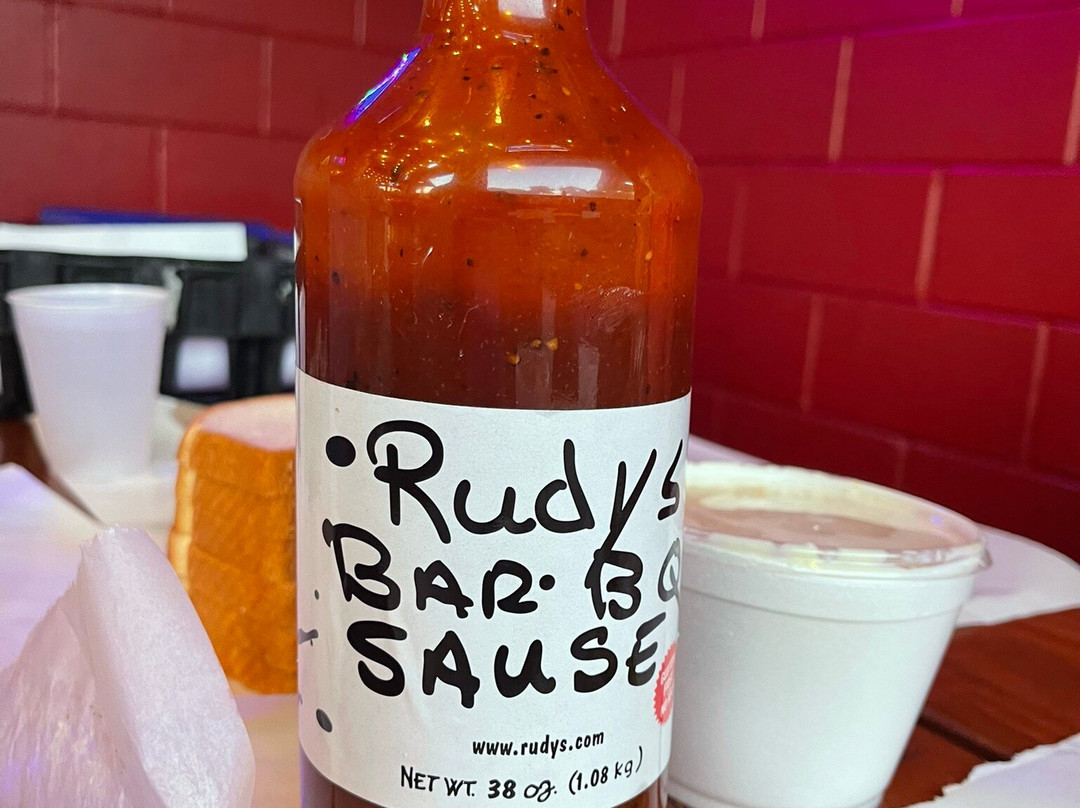 Rudys
BAR·BQ
SAUSE
www.rudys.com
NET WT. 38 oz. (1.08 kg)